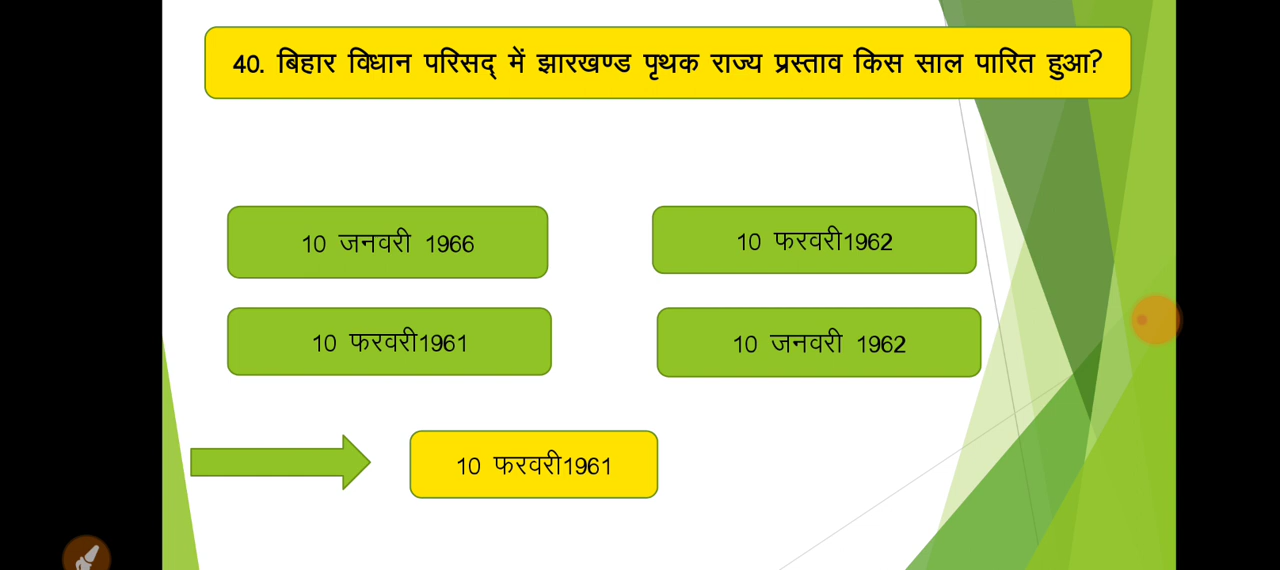 40. बिहार विधान परिसद् में झारखण्ड पृथक राज्य प्रस्ताव किस साल पारित हुआ?
10 जनवरी 1966
10 फरवरी1962
10 फरवरी1961
10 जनवरी 1962
10 फरवरी1961